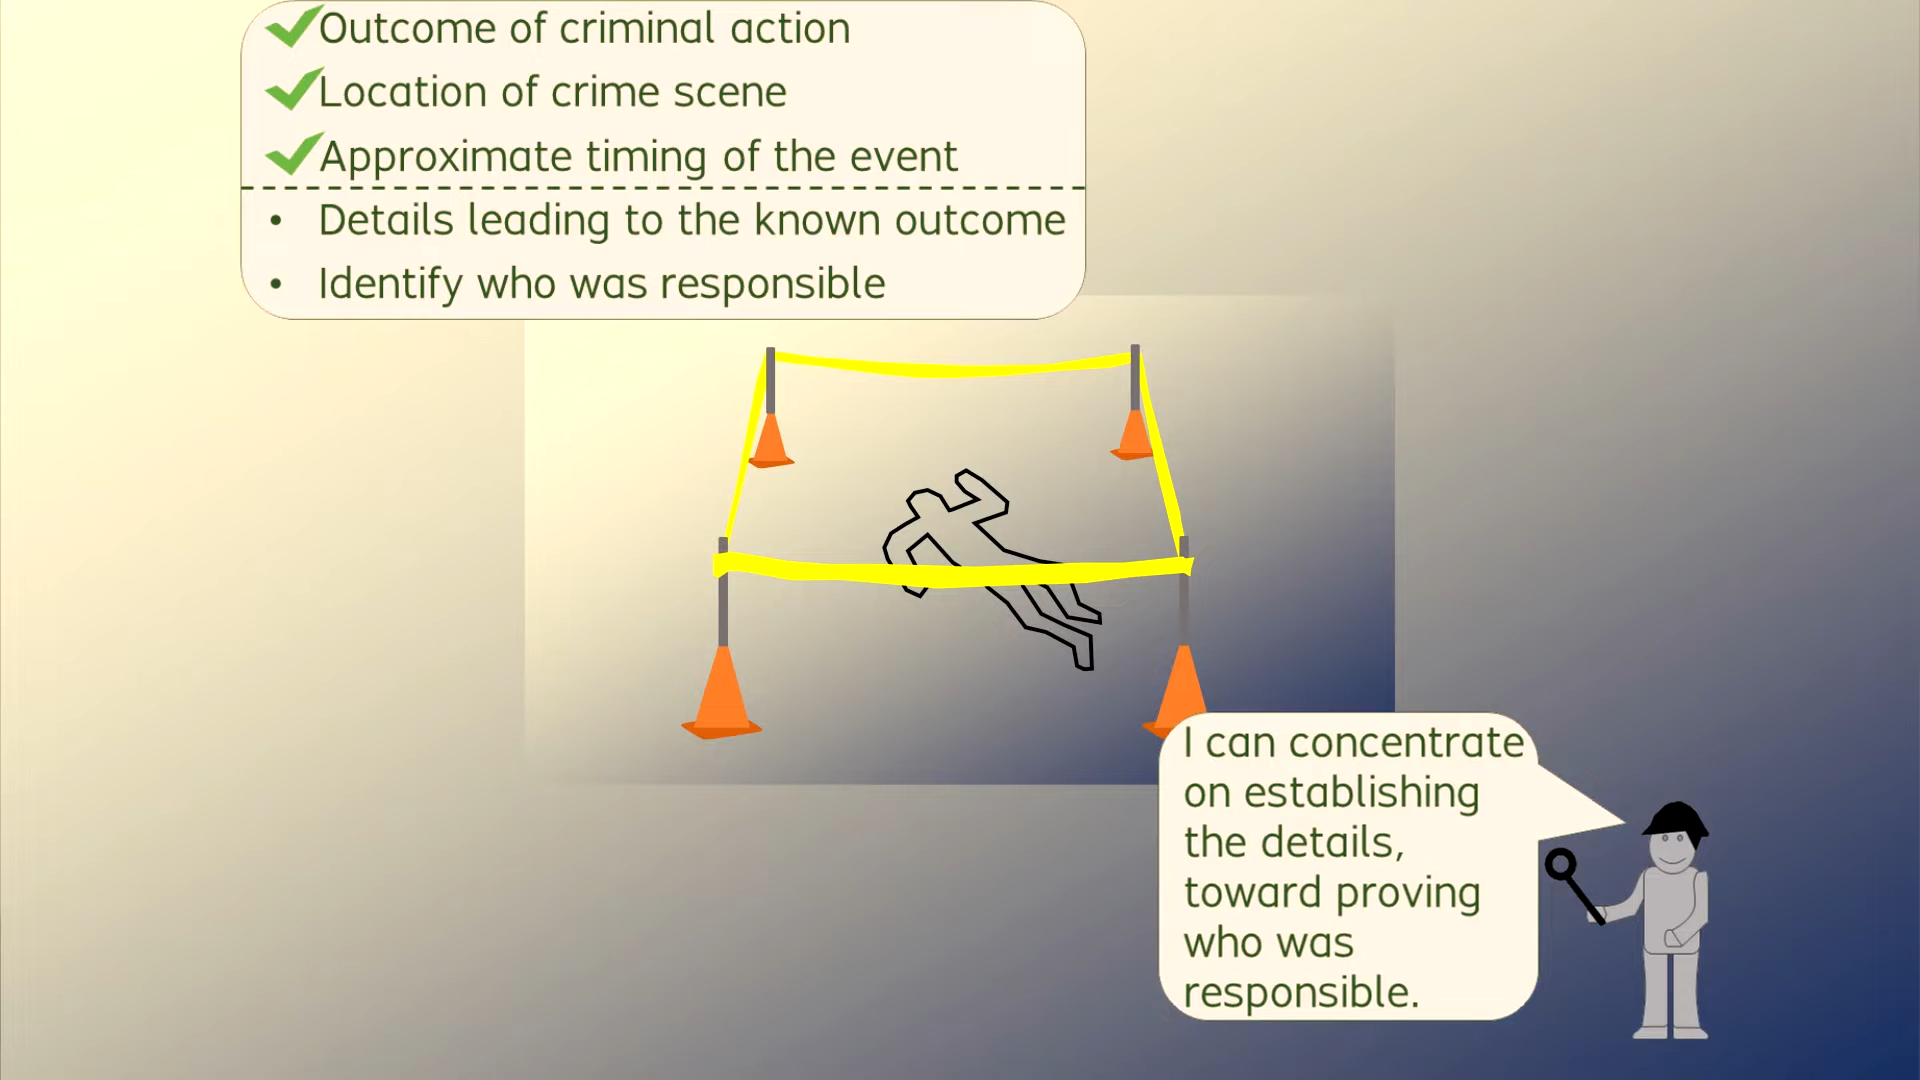 Outcome of criminal action
Location of crime scene
Approximate timing of the event
• Details leading to the known outcome
• Identify who was responsible
I can concentrate
on establishing
the details,
toward proving
who was
responsible.